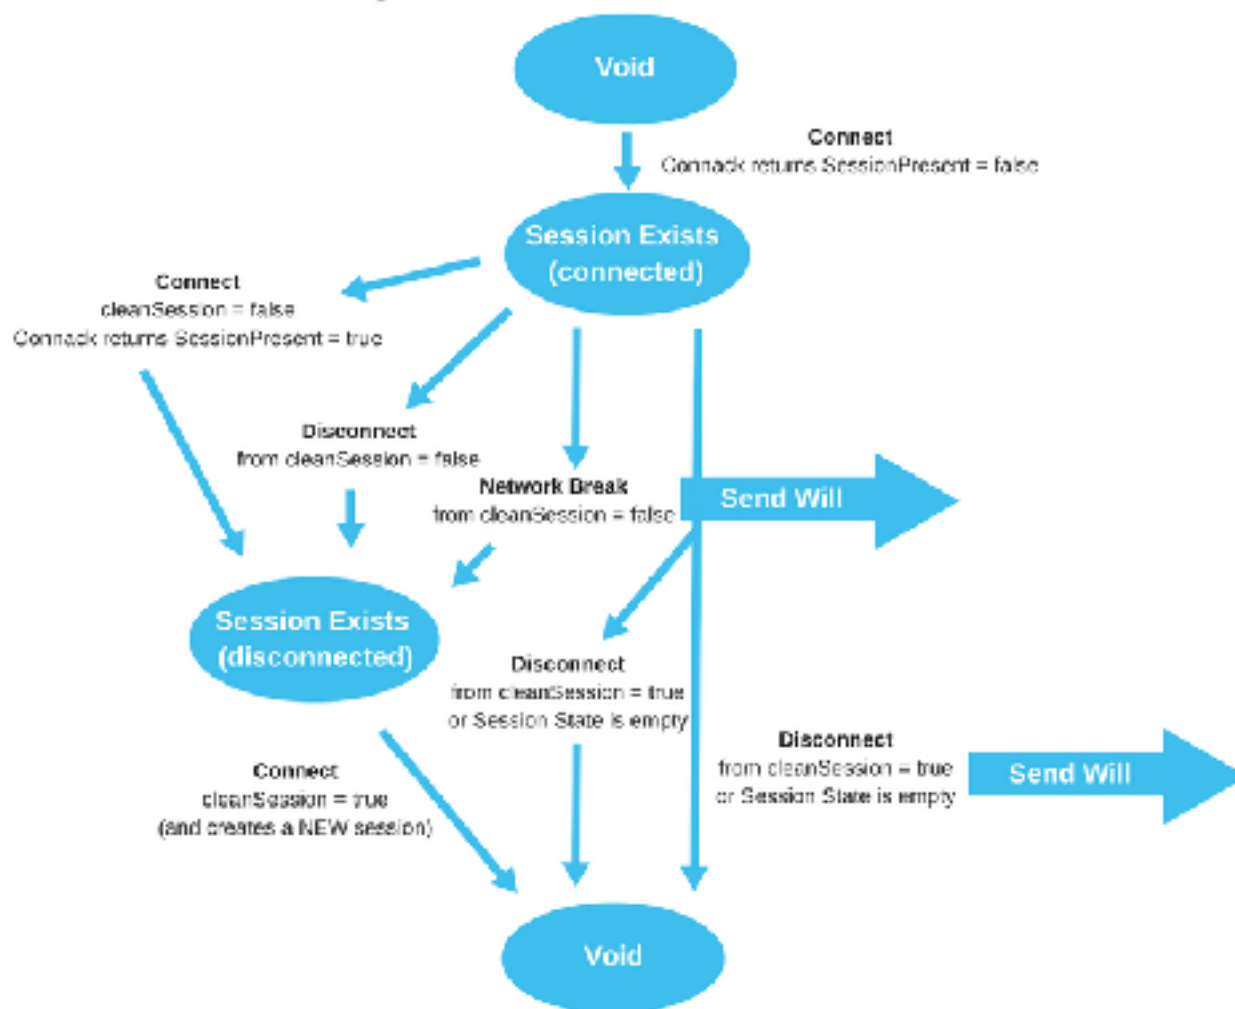 Void
Connect
Connack returns SessionPresent = false
Session Exists
(connected)
Connect
cleanSession = false
Connack returns SessionPresent = true
Disconnect
from cleanSession = false
Network Break
from cleanSession = false
Send Will
Session Exists
(disconnected)
Disconnect
from cleanSession = true
or Session State is empty
Disconnect
from cleanSession = true
or Session State is empty
Send Will
Connect
cleanSession = true
(and creates a NEW session)
Void